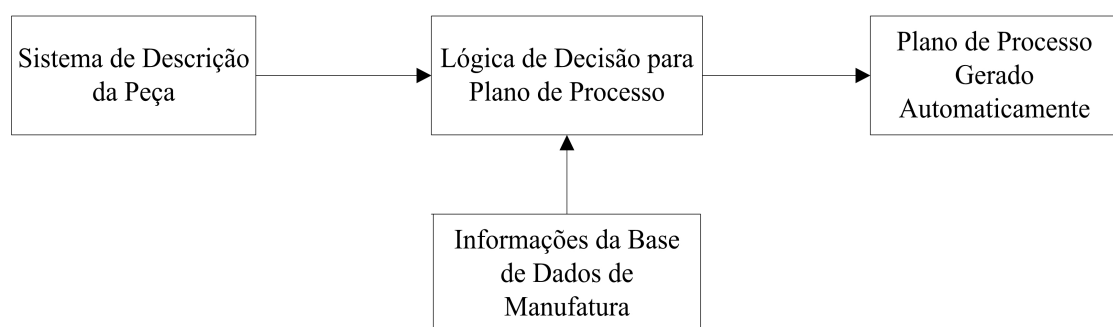 Sistema de Descrição
da Peça
Lógica de Decisão para
Plano de Processo
Plano de Processo
Gerado
Automaticamente
Informações da Base
de Dados de
Manufatura